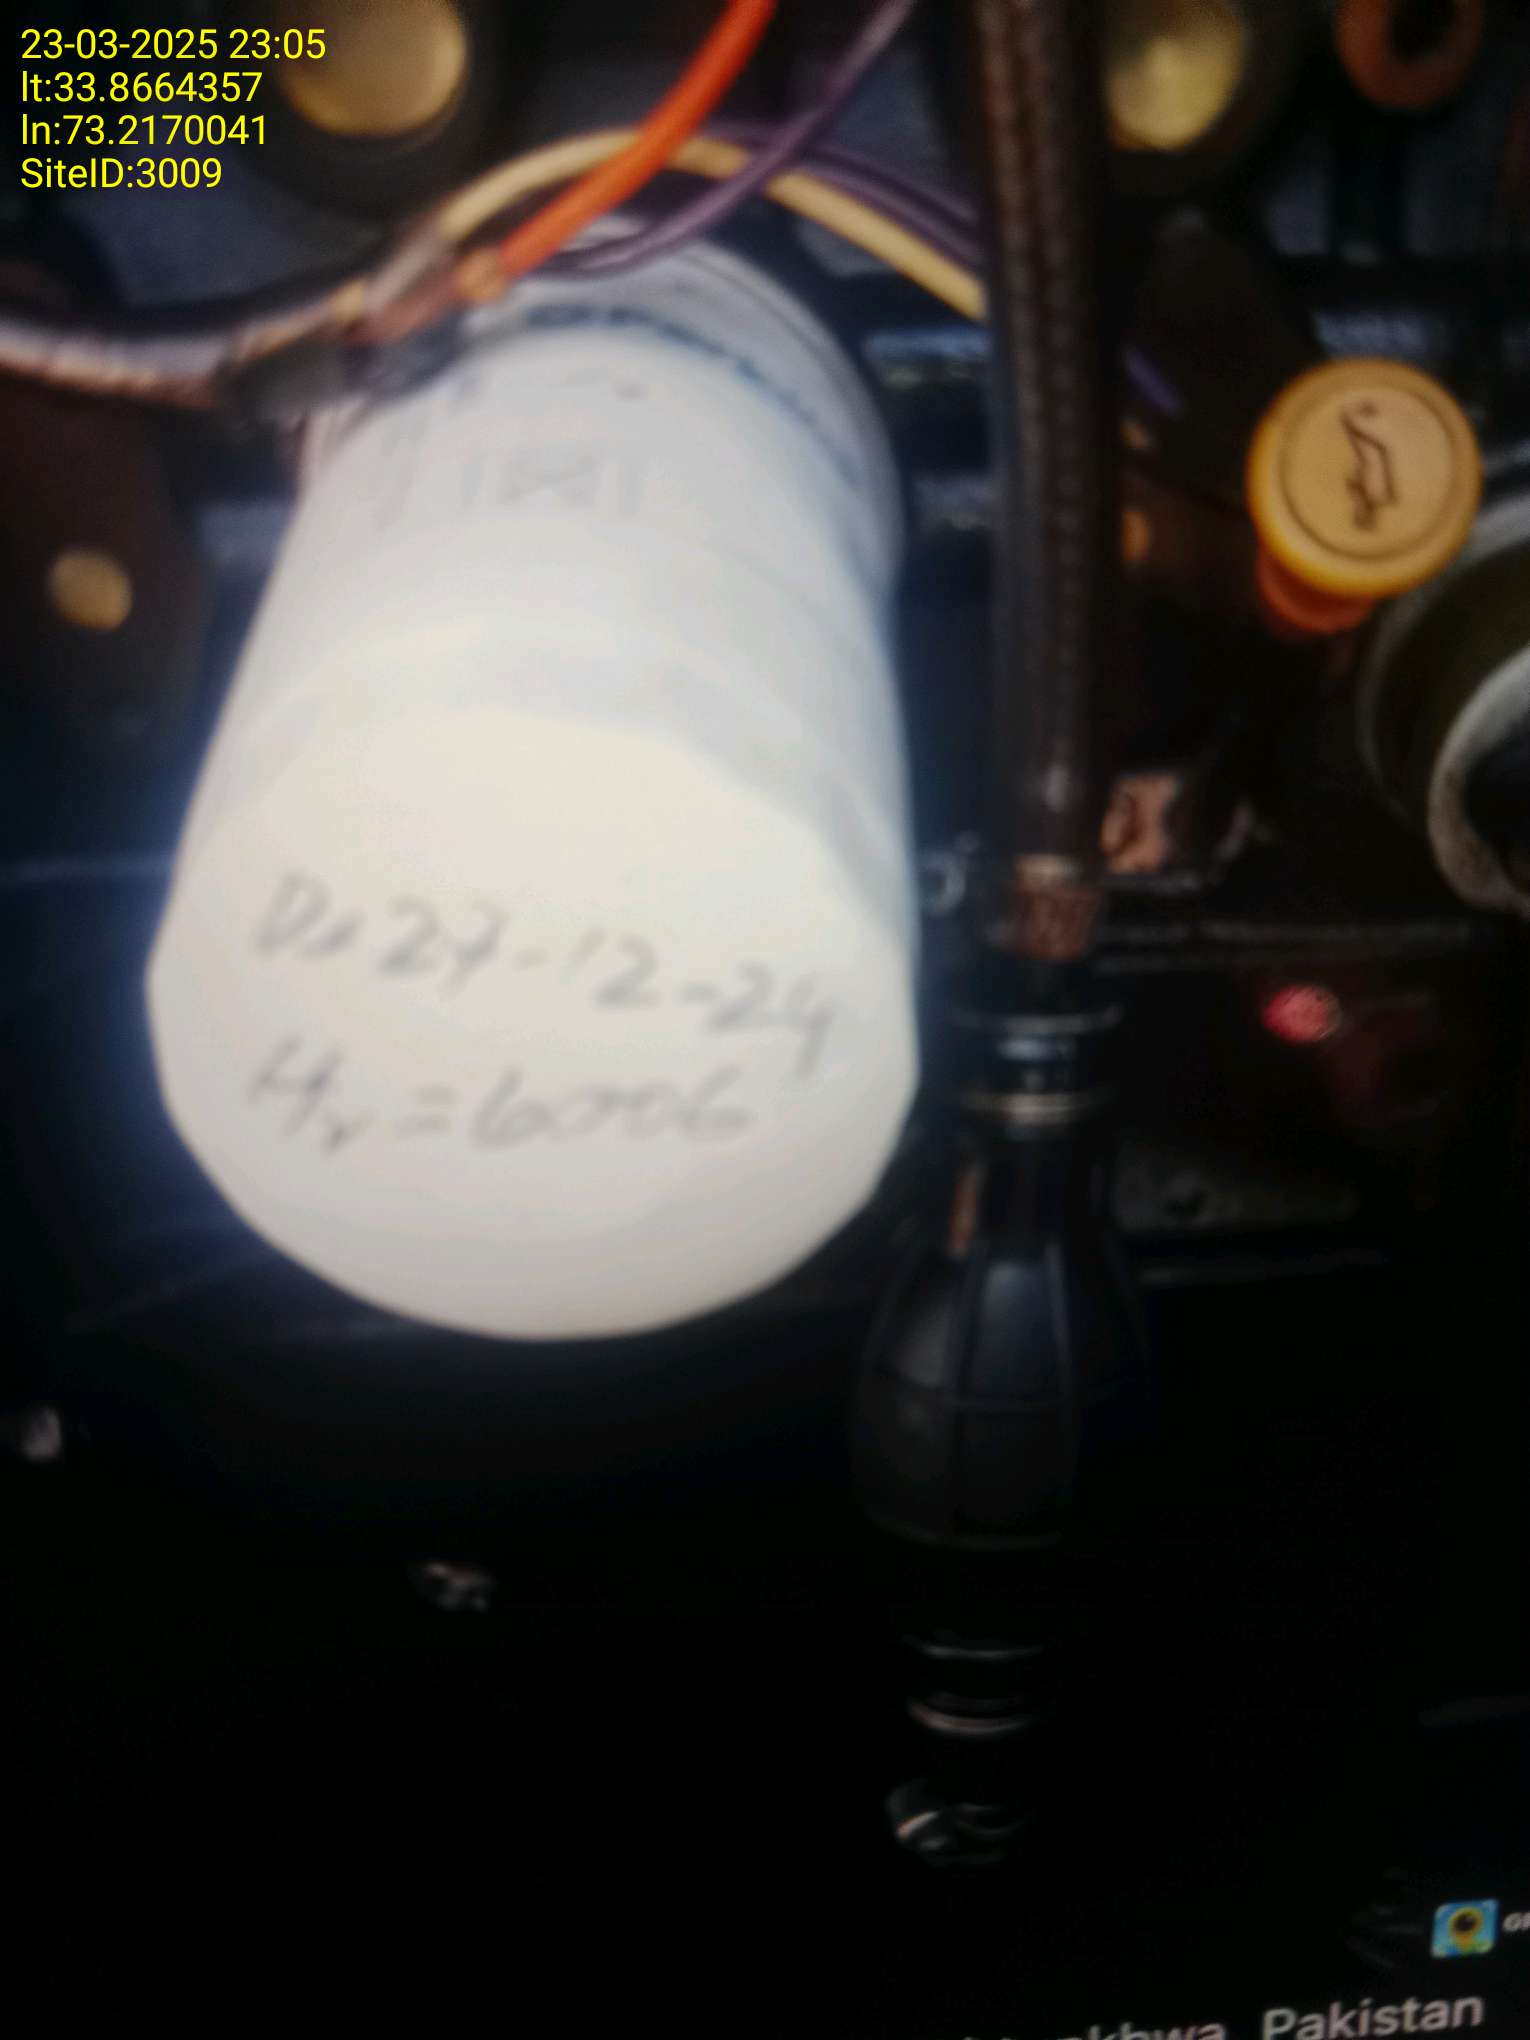 23-03-2025 23:05
lt:33.8664357
ln:73.2170041
SiteID:3009
D: 27-12-24
Hr = 6006
Pakistan